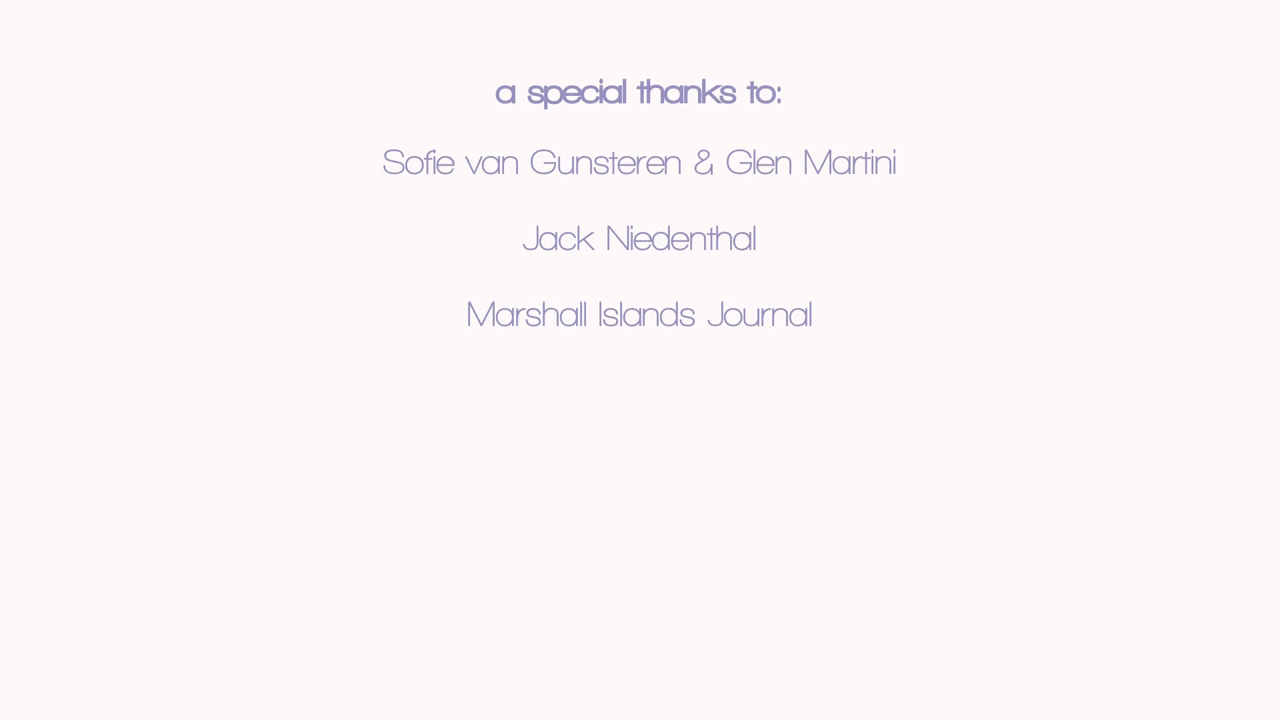 a special thanks to:
Sofie van Gunsteren & Glen Martini
Jack Niedenthal
Marshall Islands Journal